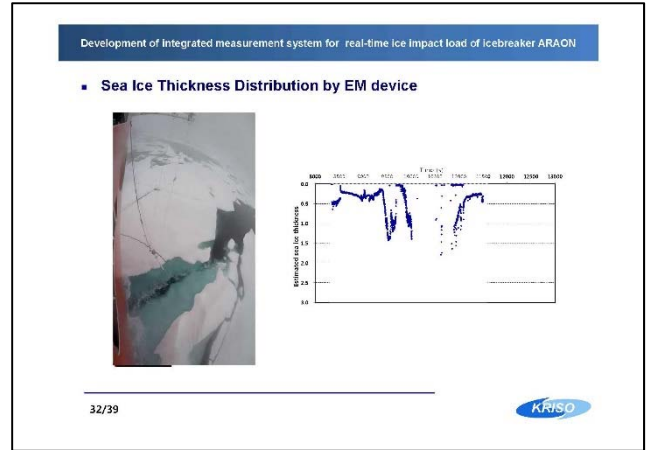 Development of integrated measurement system for real-time ice impact load of icebreaker ARAON
Sea Ice Thickness Distribution by EM device
Time (s)
8000
12000 12500 13000
0.0
0.5
1.0
1.5
2.0
2.5
3.0
Estimated sea ice thickness
32/39
KRISO